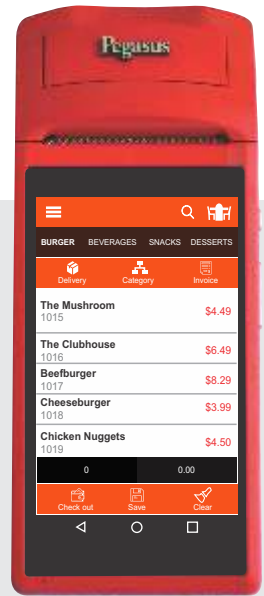 Pegasus
BURGER BEVERAGES SNACKS DESSERTS
Delivery Category Invoice
The Mushroom
1015 $4.49
The Clubhouse
1016 $6.49
Beefburger
1017 $8.29
Cheeseburger
1018 $3.99
Chicken Nuggets
1019 $4.50
0 0.00
Check out Save Clear